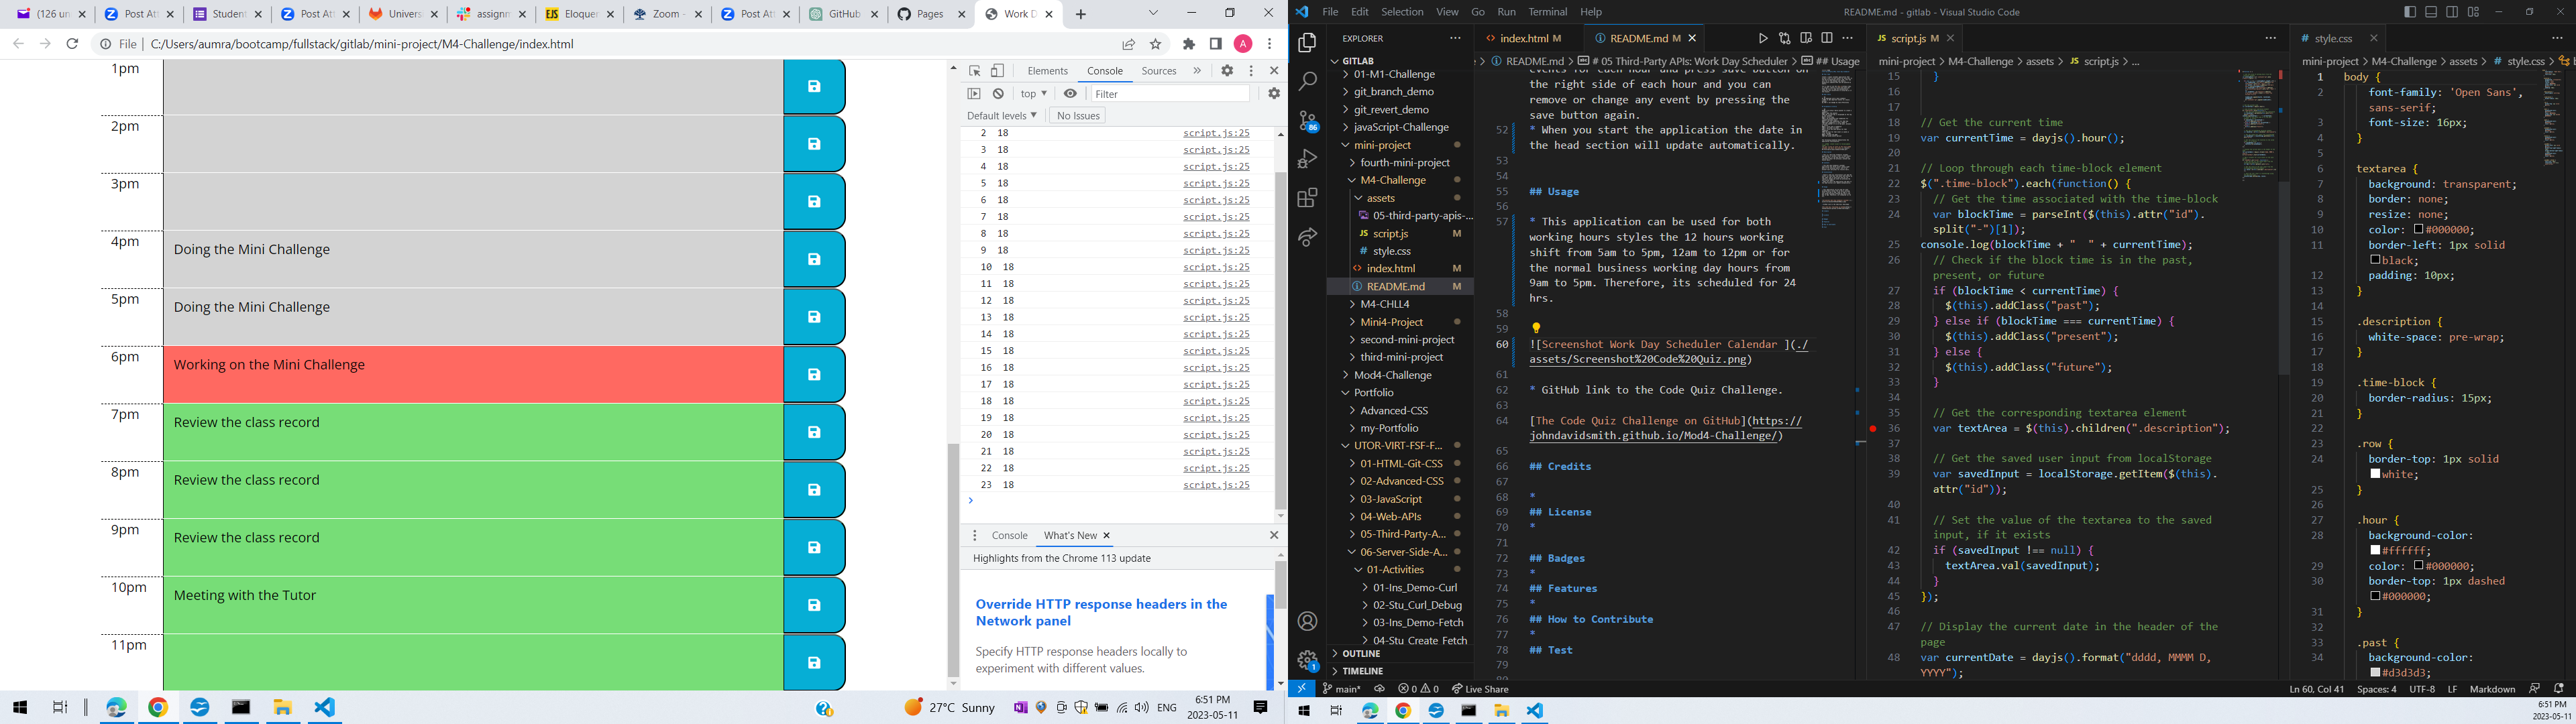 (126 un
Post Att
Student
Post Att
Univers
assignm
Eloquen
Zoom -
Post Att
GitHub
Pages
Work D
File | C:/Users/aumra/bootcamp/fullstack/gitlab/mini-project/M4-Challenge/index.html
A
1pm
2pm
3pm
4pm Doing the Mini Challenge
5pm Doing the Mini Challenge
6pm Working on the Mini Challenge
7pm Review the class record
8pm Review the class record
9pm Review the class record
10pm Meeting with the Tutor
11pm
Elements Console Sources »
top ▼ Filter
Default levels ▼ No Issues
2 18 script.js:25
3 18 script.js:25
4 18 script.js:25
5 18 script.js:25
6 18 script.js:25
7 18 script.js:25
8 18 script.js:25
9 18 script.js:25
10 18 script.js:25
11 18 script.js:25
12 18 script.js:25
13 18 script.js:25
14 18 script.js:25
15 18 script.js:25
16 18 script.js:25
17 18 script.js:25
18 18 script.js:25
19 18 script.js:25
20 18 script.js:25
21 18 script.js:25
22 18 script.js:25
23 18 script.js:25
>
Console What's New ×
Highlights from the Chrome 113 update
Override HTTP response headers in the
Network panel
Specify HTTP response headers locally to
experiment with different values.
27°C Sunny
ENG
6:51 PM
2023-05-11
File Edit Selection View Go Run Terminal Help
README.md - gitlab - Visual Studio Code
EXPLORER ...
GITLAB
01-M1-Challenge
git_branch_demo
git_revert_demo
javaScript-Challenge
mini-project
fourth-mini-project
M4-Challenge
assets
05-third-party-apis-...
JS script.js M
# style.css
<> index.html M
README.md M
M4-CHLL4
Mini4-Project
second-mini-project
third-mini-project
Mod4-Challenge
Portfolio
Advanced-CSS
my-Portfolio
UTOR-VIRT-FSF-F...
01-HTML-Git-CSS
02-Advanced-CSS
03-JavaScript
04-Web-APIs
05-Third-Party-A...
06-Server-Side-A...
01-Activities
01-Ins_Demo-Curl
02-Stu_Curl_Debug
03-Ins_Demo-Fetch
04-Stu_Create_Fetch
OUTLINE
TIMELINE
86
1
<> index.html M
README.md M ×
e > README.md > # 05 Third-Party APIs: Work Day Scheduler > ## Usage
events for each hour and press save button on
the right side of each hour and you can
remove or change any event by pressing the
save button again.
52 * When you start the application the date in
the head section will update automatically.
53
54
55 ## Usage
56
57 * This application can be used for both
working hours styles the 12 hours working
shift from 5am to 5pm, 12am to 12pm or for
the normal business working day hours from
9am to 5pm. Therefore, its scheduled for 24
hrs.
58
59
60 ![Screenshot Work Day Scheduler Calendar ](./
assets/Screenshot%20Code%20Quiz.png)
61
62 * GitHub link to the Code Quiz Challenge.
63
64 [The Code Quiz Challenge on GitHub](https://
johndavidsmith.github.io/Mod4-Challenge/)
65
66 ## Credits
67
68 *
69 ## License
70 *
71
72 ## Badges
73 *
74 ## Features
75 *
76 ## How to Contribute
77 *
78 ## Test
79
JS script.js M ×
mini-project > M4-Challenge > assets > JS script.js > ...
15 }
16
17
18 // Get the current time
19 var currentTime = dayjs().hour();
20
21 // Loop through each time-block element
22 $(".time-block").each(function() {
23 // Get the time associated with the time-block
24 var blockTime = parseInt($(this).attr("id").
split("-")[1]);
25 console.log(blockTime + "  " + currentTime);
26 // Check if the block time is in the past,
present, or future
27 if (blockTime < currentTime) {
28 $(this).addClass("past");
29 } else if (blockTime === currentTime) {
30 $(this).addClass("present");
31 } else {
32 $(this).addClass("future");
33 }
34
35 // Get the corresponding textarea element
36 var textArea = $(this).children(".description");
37
38 // Get the saved user input from localStorage
39 var savedInput = localStorage.getItem($(this).
attr("id"));
40
41 // Set the value of the textarea to the saved
input, if it exists
42 if (savedInput !== null) {
43 textArea.val(savedInput);
44 }
45 });
46
47 // Display the current date in the header of the
page
48 var currentDate = dayjs().format("dddd, MMMM D,
YYYY");
# style.css ×
mini-project > M4-Challenge > assets > # style.css >
1 body {
2 font-family: 'Open Sans',
sans-serif;
3 font-size: 16px;
4 }
5
6 textarea {
7 background: transparent;
8 border: none;
9 resize: none;
10 color: #000000;
11 border-left: 1px solid
black;
12 padding: 10px;
13 }
14
15 .description {
16 white-space: pre-wrap;
17 }
18
19 .time-block {
20 border-radius: 15px;
21 }
22
23 .row {
24 border-top: 1px solid
white;
25 }
26
27 .hour {
28 background-color:
#ffffff;
29 color: #000000;
30 border-top: 1px dashed
#000000;
31 }
32
33 .past {
34 background-color:
#d3d3d3;
main* 0 0 Live Share
Ln 60, Col 41 Spaces: 4 UTF-8 LF Markdown
6:51 PM
2023-05-11